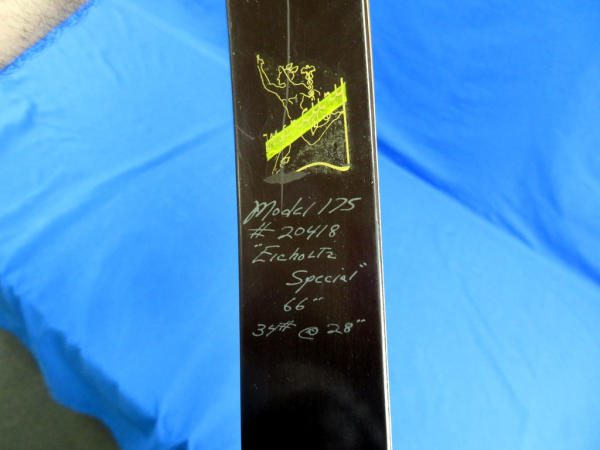 Model 175
# 20418
"Eicholtz
Special"
66"
34# @ 28"